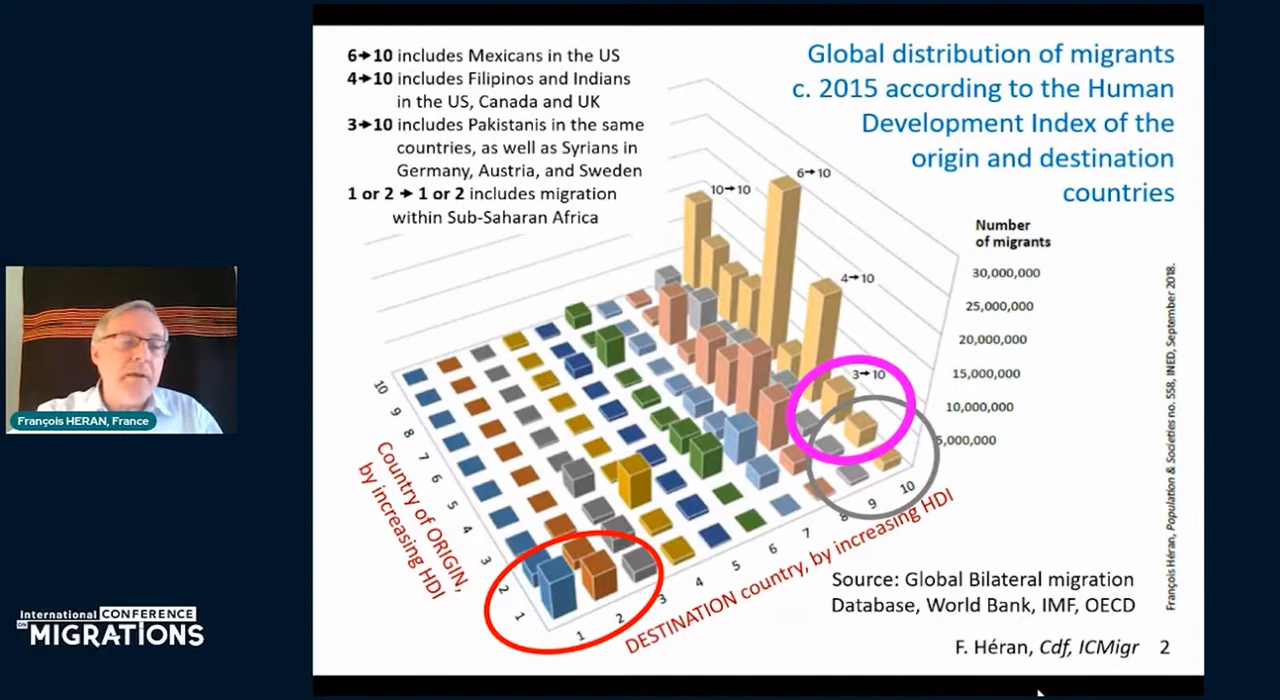 6→10 includes Mexicans in the US
4→10 includes Filipinos and Indians
in the US, Canada and UK
3→10 includes Pakistanis in the same
countries, as well as Syrians in
Germany, Austria, and Sweden
1 or 2 → 1 or 2 includes migration
within Sub-Saharan Africa
Global distribution of migrants
c. 2015 according to the Human
Development Index of the
origin and destination
countries
10→10
6→10
4→10
3→10
Number
of migrants
30,000,000
25,000,000
20,000,000
15,000,000
10,000,000
5,000,000
10
9
8
7
6
5
4
3
2
1
Country of ORIGIN,
by increasing HDI
1
2
3
4
5
6
7
8
9
10
DESTINATION country, by increasing HDI
François Héran, Population & Societies no. 558, INED, September 2018.
Source: Global Bilateral migration
Database, World Bank, IMF, OECD
F. Héran, Cdf, ICMigr 2
François HERAN, France
International CONFERENCE
ON MIGRATIONS